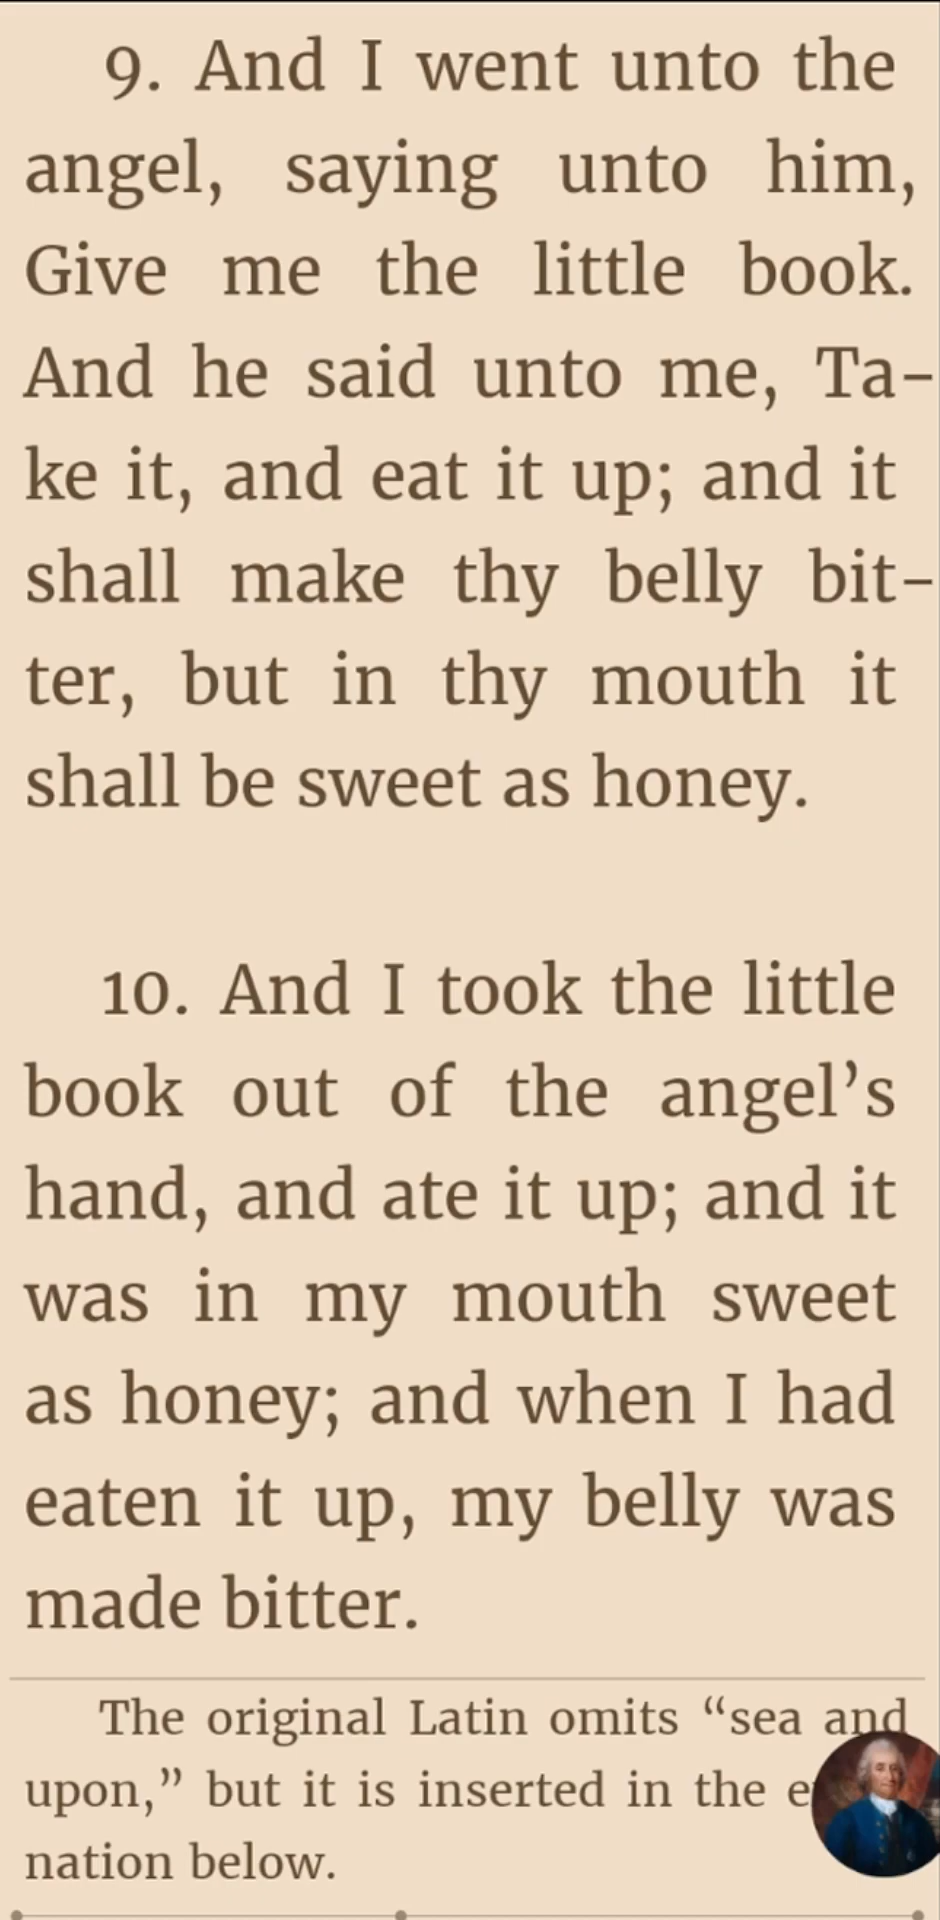 9. And I went unto the
angel, saying unto him,
Give me the little book.
And he said unto me, Ta-
ke it, and eat it up; and it
shall make thy belly bit-
ter, but in thy mouth it
shall be sweet as honey.
10. And I took the little
book out of the angel’s
hand, and ate it up; and it
was in my mouth sweet
as honey; and when I had
eaten it up, my belly was
made bitter.
The original Latin omits “sea and
upon,” but it is inserted in the
nation below.